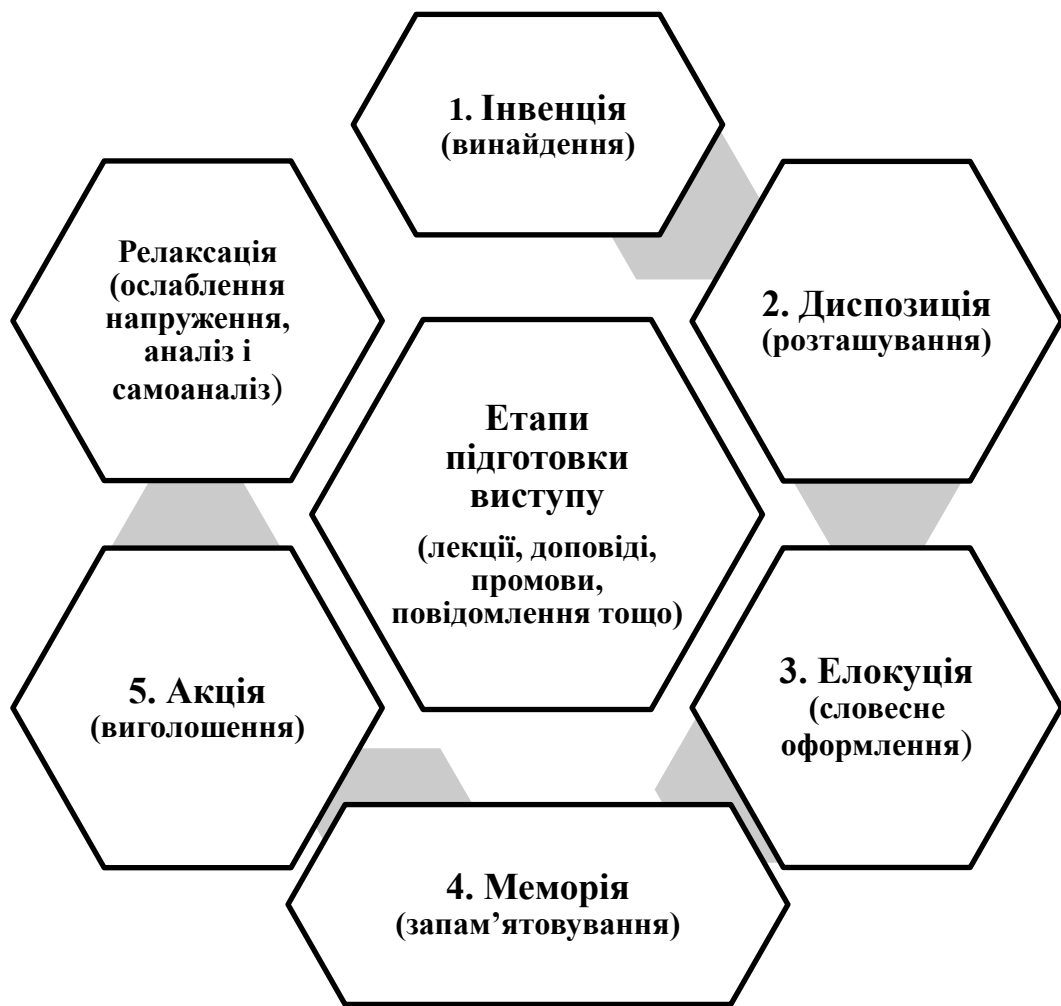 1. Інвенція
(винайдення)
2. Диспозиція
(розташування)
3. Елокуція
(словесне
оформлення)
4. Меморія
(запам’ятовування)
5. Акція
(виголошення)
Релаксація
(ослаблення
напруження,
аналіз і
самоаналіз)
Етапи
підготовки
виступу
(лекції, доповіді,
промови,
повідомлення тощо)